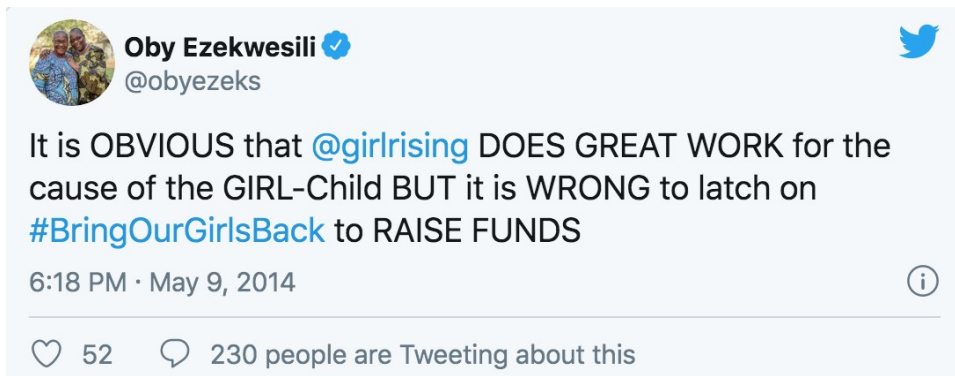 Oby Ezekwesili
@obyezeks
It is OBVIOUS that @girlrising DOES GREAT WORK for the
cause of the GIRL-Child BUT it is WRONG to latch on
#BringOurGirlsBack to RAISE FUNDS
6:18 PM · May 9, 2014
52 230 people are Tweeting about this